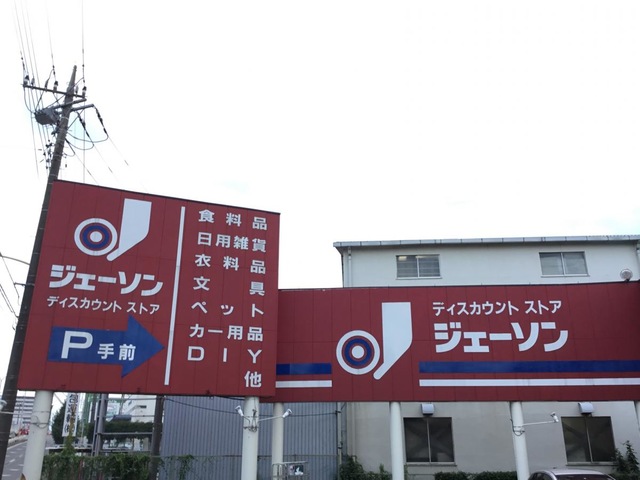 ジェーソン
ディスカウント ストア
P 手前
食料品
日用雑貨
衣料品
文具
ペット
カー用品
DIY
他
ディスカウント ストア
ジェーソン